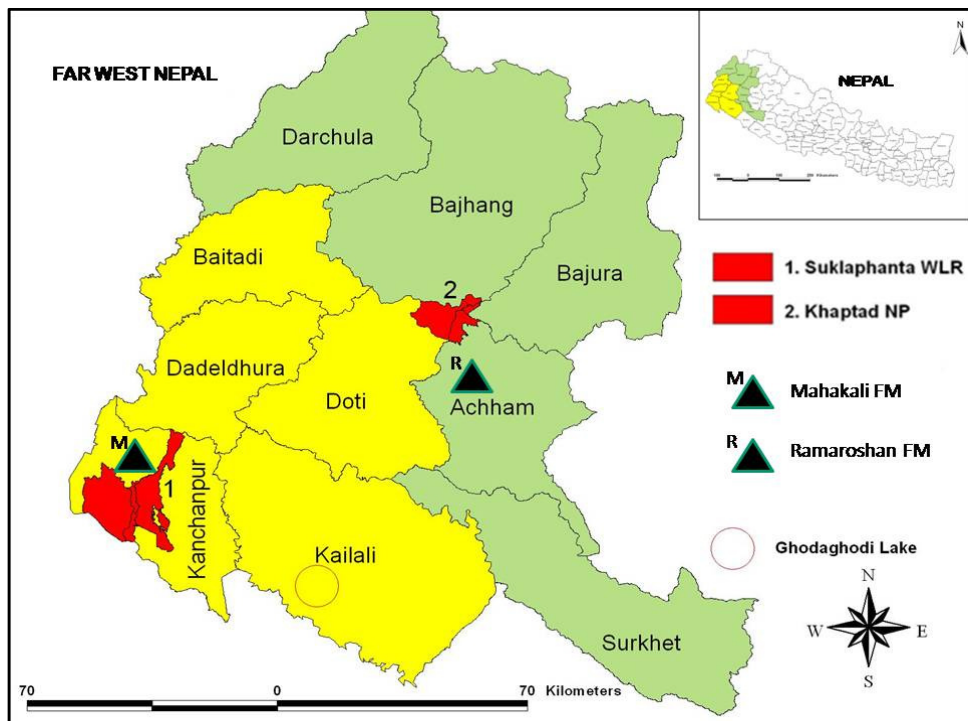 FAR WEST NEPAL
N
NEPAL
Darchula
Bajhang
Baitadi
Bajura
2
Dadeldhura
Doti
R
Achham
M
1
Kanchanpur
Kailali
Surkhet
1. Suklaphanta WLR
2. Khaptad NP
M
Mahakali FM
R
Ramaroshan FM
Ghodaghodi Lake
N
W E
S
70 0 70 Kilometers